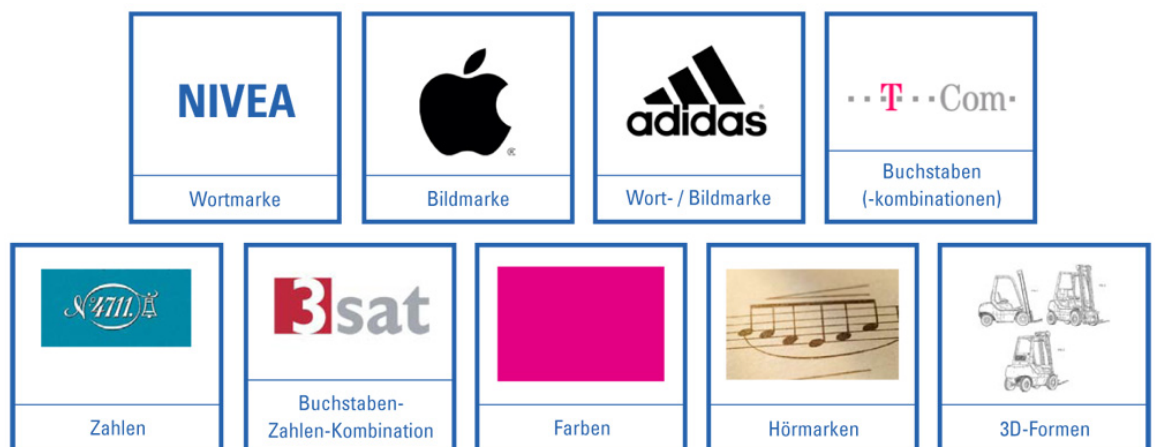 NIVEA
Wortmarke
®
Bildmarke
adidas®
Wort- / Bildmarke
T Com
Buchstaben
(-kombinationen)
Nº 4711.
Zahlen
3sat
Buchstaben-
Zahlen-Kombination
Farben
Hörmarken
3D-Formen